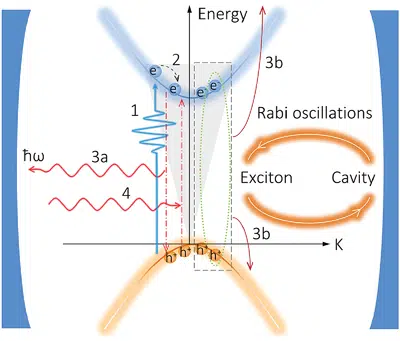 Energy
2
e
e
e
e
3b
1
Rabi oscillations
ħω
3a
4
Exciton Cavity
3b
K
h⁺
h⁺
h⁺
h⁺